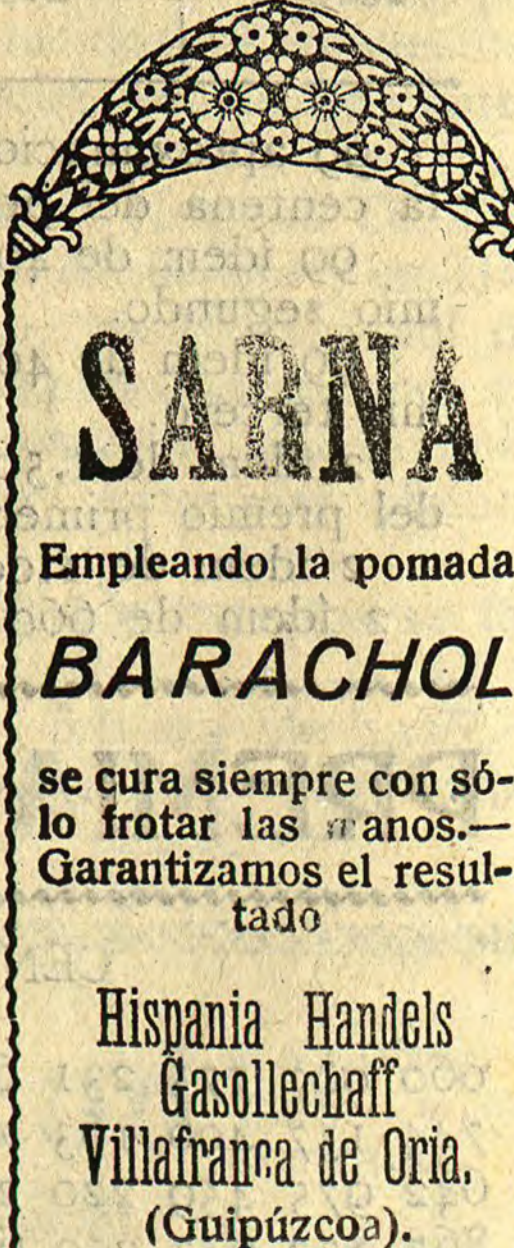 SARNA
Empleando la pomada
BARACHOL
se cura siempre con só-
lo frotar las manos.—
Garantizamos el resul-
tado
Hispania Handels
Gasollechaff
Villafranca de Oria.
(Guipúzcoa).